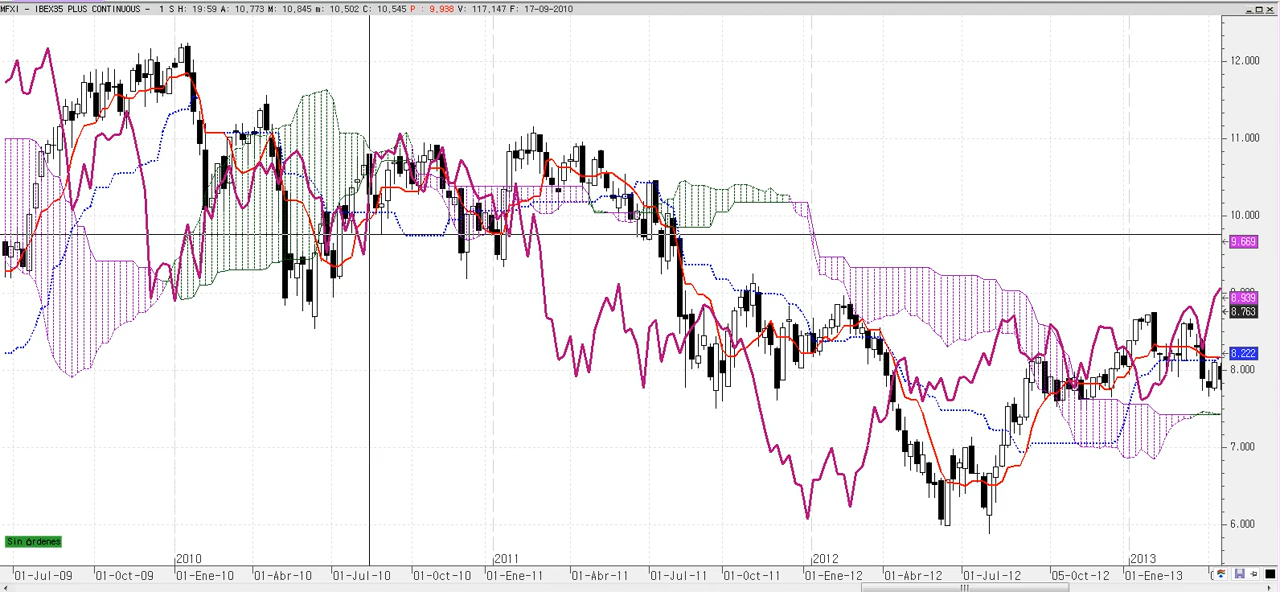 MFXI - IBEX35 PLUS CONTINUOUS - 1 S H: 19:59 A: 10,773 M: 10,845 m: 10,502 C: 10,545 P : 9,938 V: 117,147 F: 17-09-2010
12.000
11.000
10.000
9.669
8.939
8.763
8.222
8.000
7.000
6.000
Sin órdenes
2010 2011 2012 2013
01-Jul-09 01-Oct-09 01-Ene-10 01-Abr-10 01-Jul-10 01-Oct-10 01-Ene-11 01-Abr-11 01-Jul-11 01-Oct-11 01-Ene-12 01-Abr-12 01-Jul-12 05-Oct-12 01-Ene-13